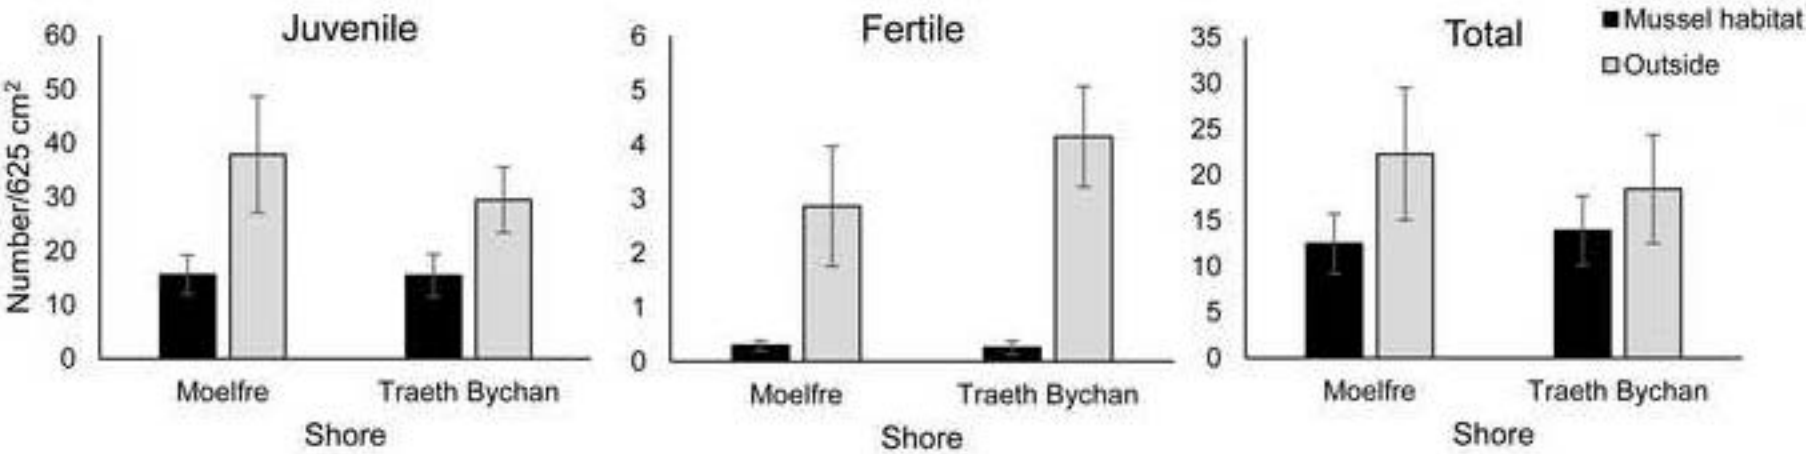 Juvenile
Number/625 cm²
60
50
40
30
20
10
0
Moelfre
Traeth Bychan
Shore
Fertile
6
5
4
3
2
1
0
Moelfre
Traeth Bychan
Shore
Total
35
30
25
20
15
10
5
0
Moelfre
Traeth Bychan
Shore
Mussel habitat
Outside